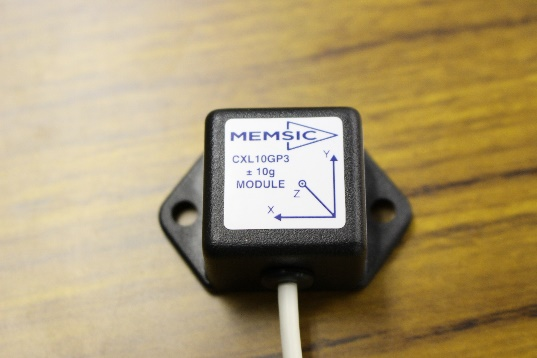 MEMSIC
CXL10GP3
± 10g
MODULE
Y
Z
X